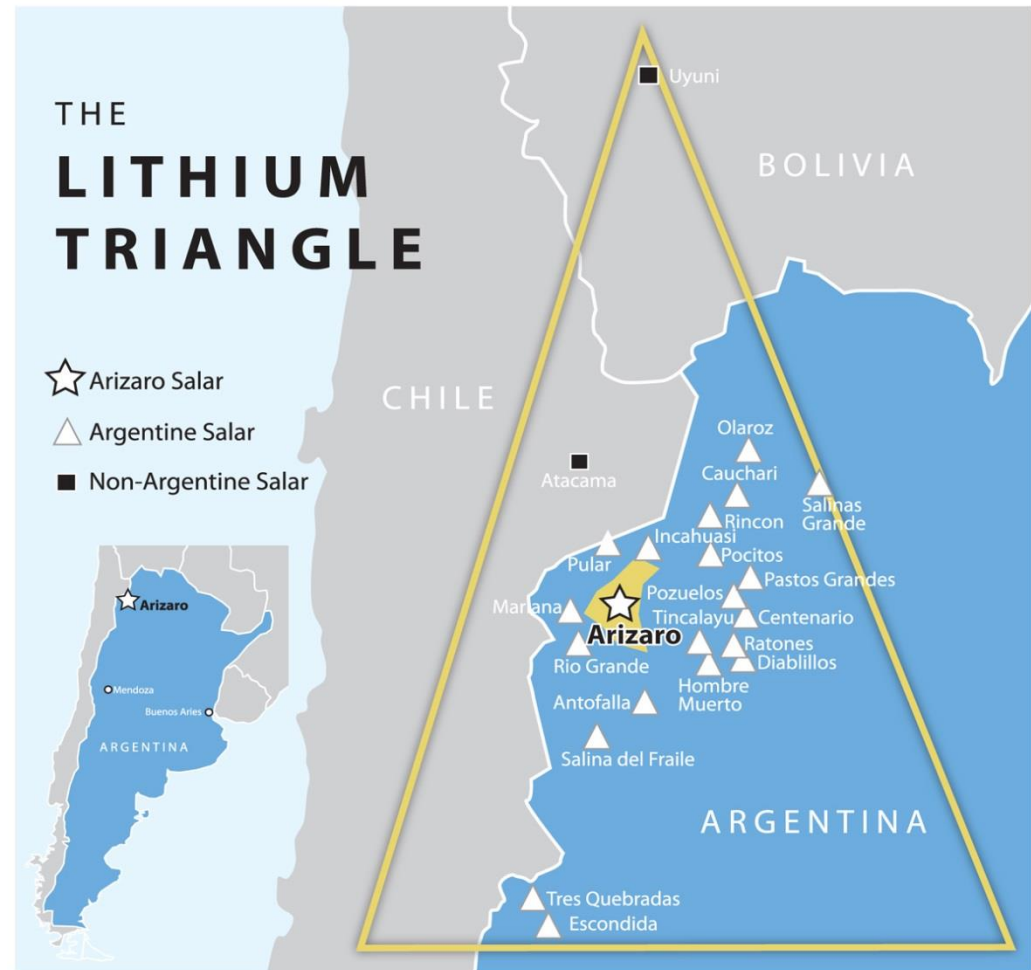 THE
LITHIUM
TRIANGLE
Arizaro Salar
Argentine Salar
Non-Argentine Salar
Arizaro
Mendoza
Buenos Aries
ARGENTINA
Uyuni
BOLIVIA
CHILE
Olaroz
Atacama
Cauchari
Salinas
Grande
Rincon
Incahuasi
Pular
Pocitos
Pastos Grandes
Pozuelos
Mariana
Tincalayu
Centenario
Arizaro
Ratones
Rio Grande
Diablillos
Hombre
Muerto
Antofalla
Salina del Fraile
ARGENTINA
Tres Quebradas
Escondida